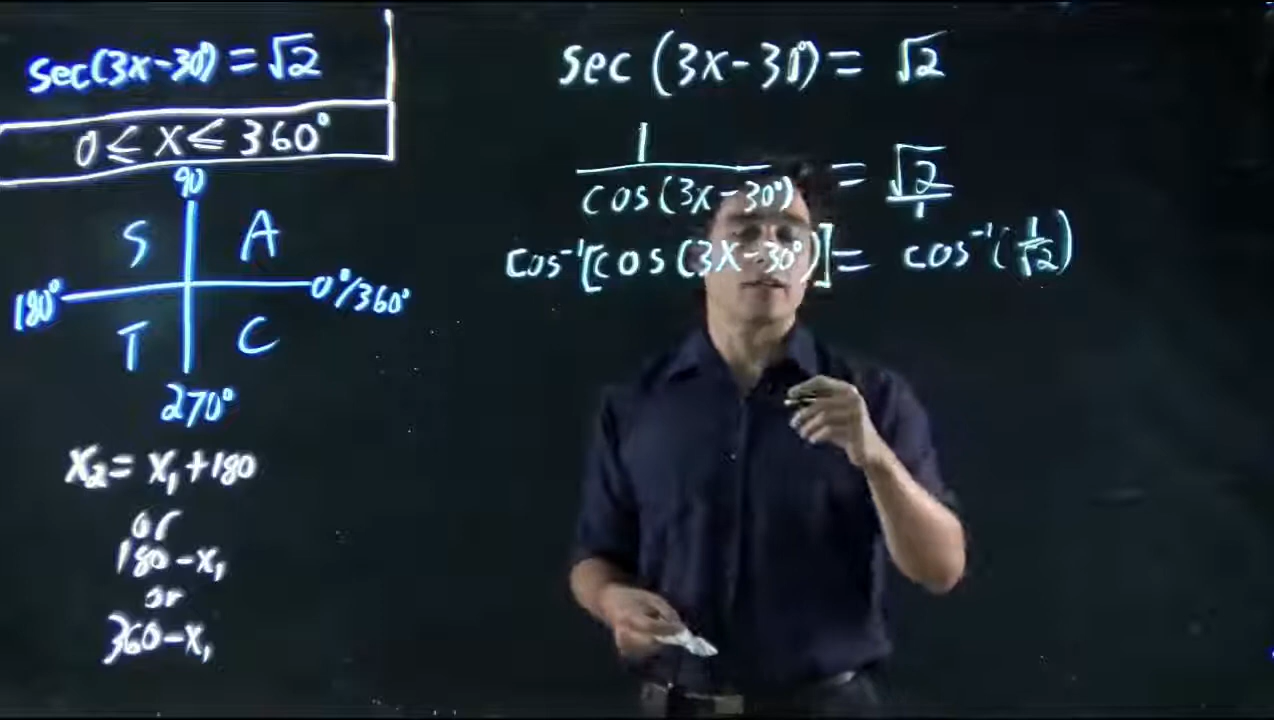 sec(3x-30°) = √2
0 ≤ x ≤ 360°
90
S A
180° 0°/360°
T C
270°
x₂ = x₁ + 180
or
180 - x₁
or
360 - x₁
sec (3x-30°) = √2
1/cos(3x-30°) = √2/1
cos⁻¹[cos(3x-30°)] = cos⁻¹(1/√2)